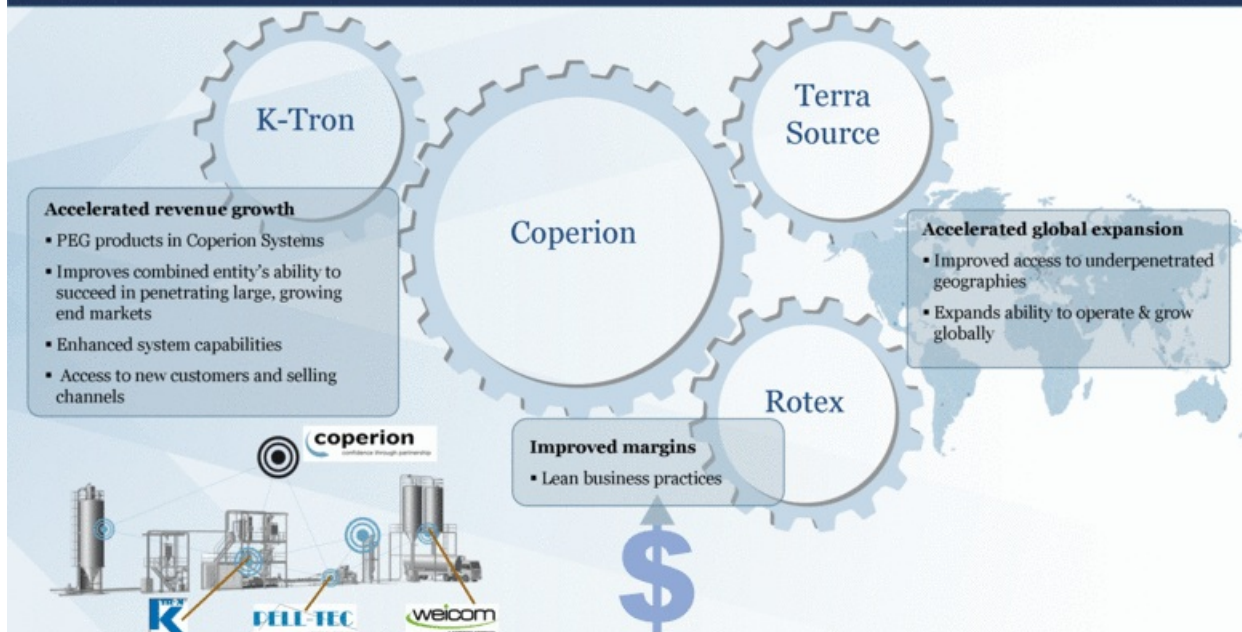 K-Tron
Terra
Source
Coperion
Rotex
Accelerated revenue growth
▪ PEG products in Coperion Systems
▪ Improves combined entity's ability to
succeed in penetrating large, growing
end markets
▪ Enhanced system capabilities
▪ Access to new customers and selling
channels
Accelerated global expansion
▪ Improved access to underpenetrated
geographies
▪ Expands ability to operate & grow
globally
Improved margins
▪ Lean business practices
coperion
confidence through partnership
K
PELL-TEC
weicom
$